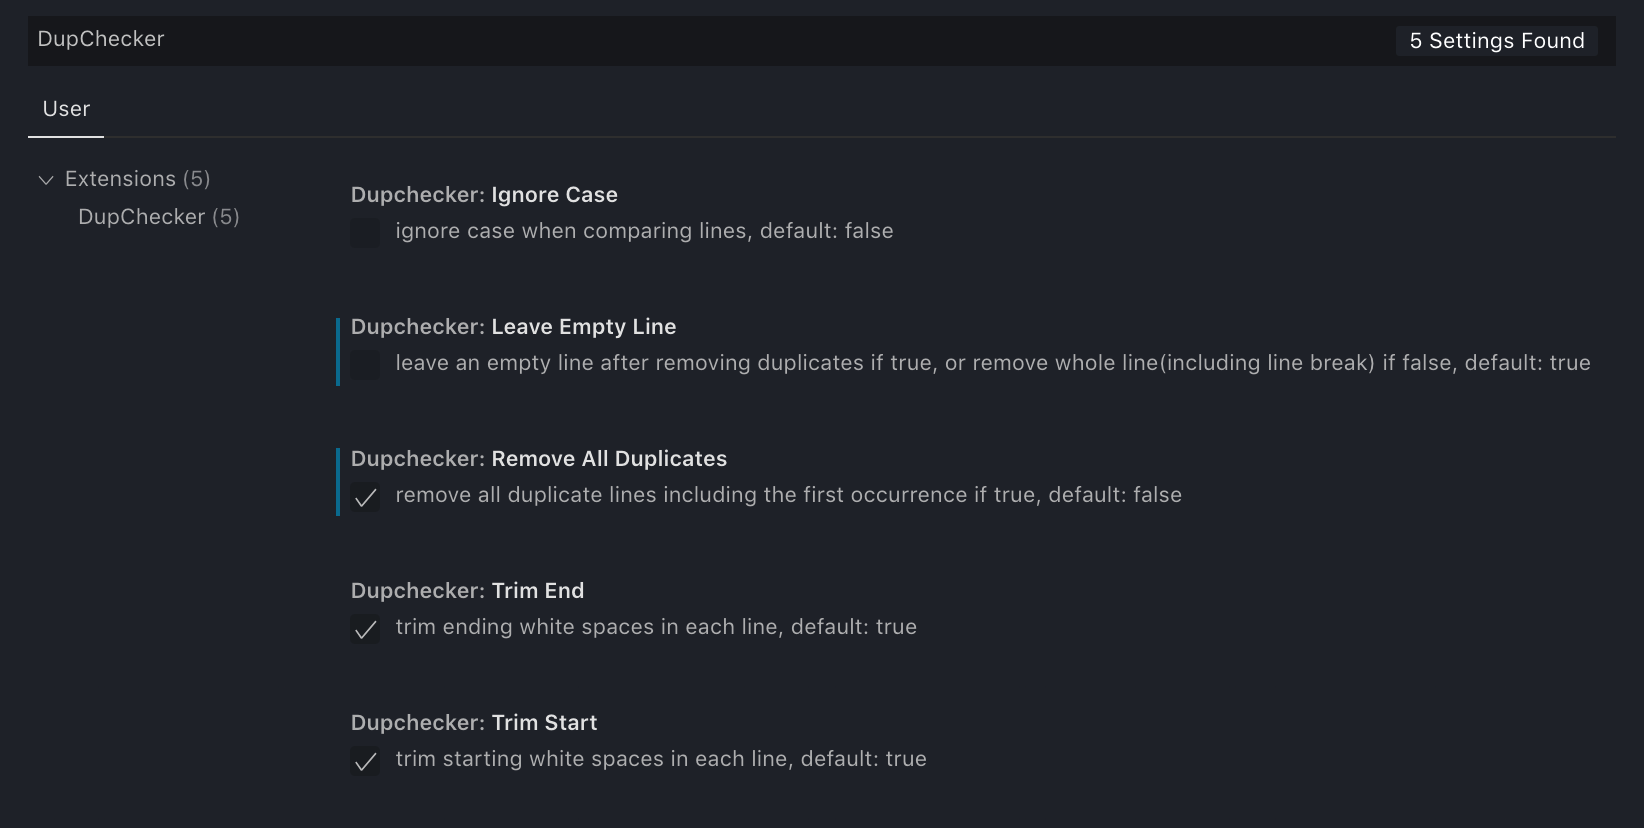 DupChecker
5 Settings Found
User
Extensions (5)
DupChecker (5)
Dupchecker: Ignore Case
ignore case when comparing lines, default: false
Dupchecker: Leave Empty Line
leave an empty line after removing duplicates if true, or remove whole line(including line break) if false, default: true
Dupchecker: Remove All Duplicates
remove all duplicate lines including the first occurrence if true, default: false
Dupchecker: Trim End
trim ending white spaces in each line, default: true
Dupchecker: Trim Start
trim starting white spaces in each line, default: true